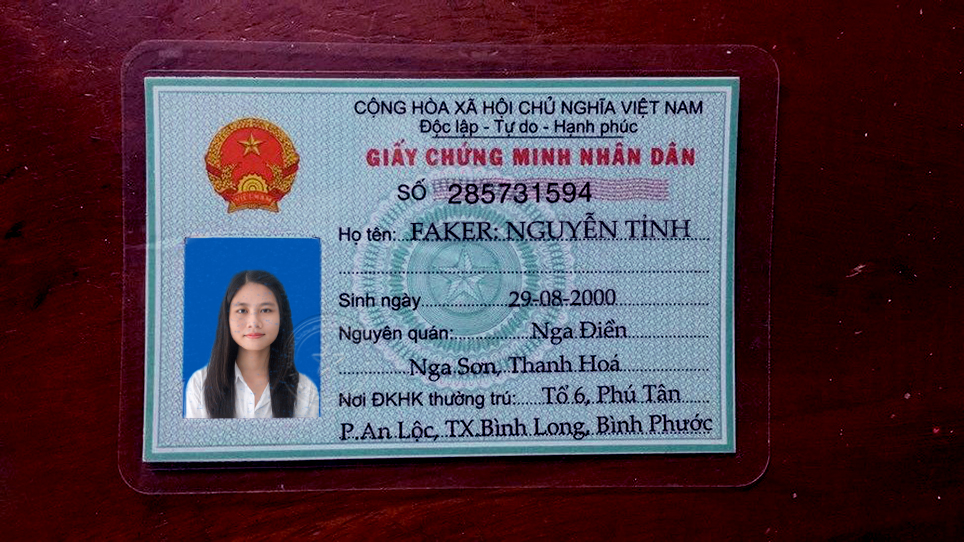 CỘNG HÒA XÃ HỘI CHỦ NGHĨA VIỆT NAM
Độc lập - Tự do - Hạnh phúc
GIẤY CHỨNG MINH NHÂN DÂN
SỐ 285731594
Họ tên: FAKER: NGUYỄN TỈNH
Sinh ngày 29-08-2000
Nguyên quán: Nga Điền
Nga Sơn, Thanh Hoá
Nơi ĐKHK thường trú: Tổ 6, Phú Tân
P.An Lộc, TX.Bình Long, Bình Phước
VIỆT NAM